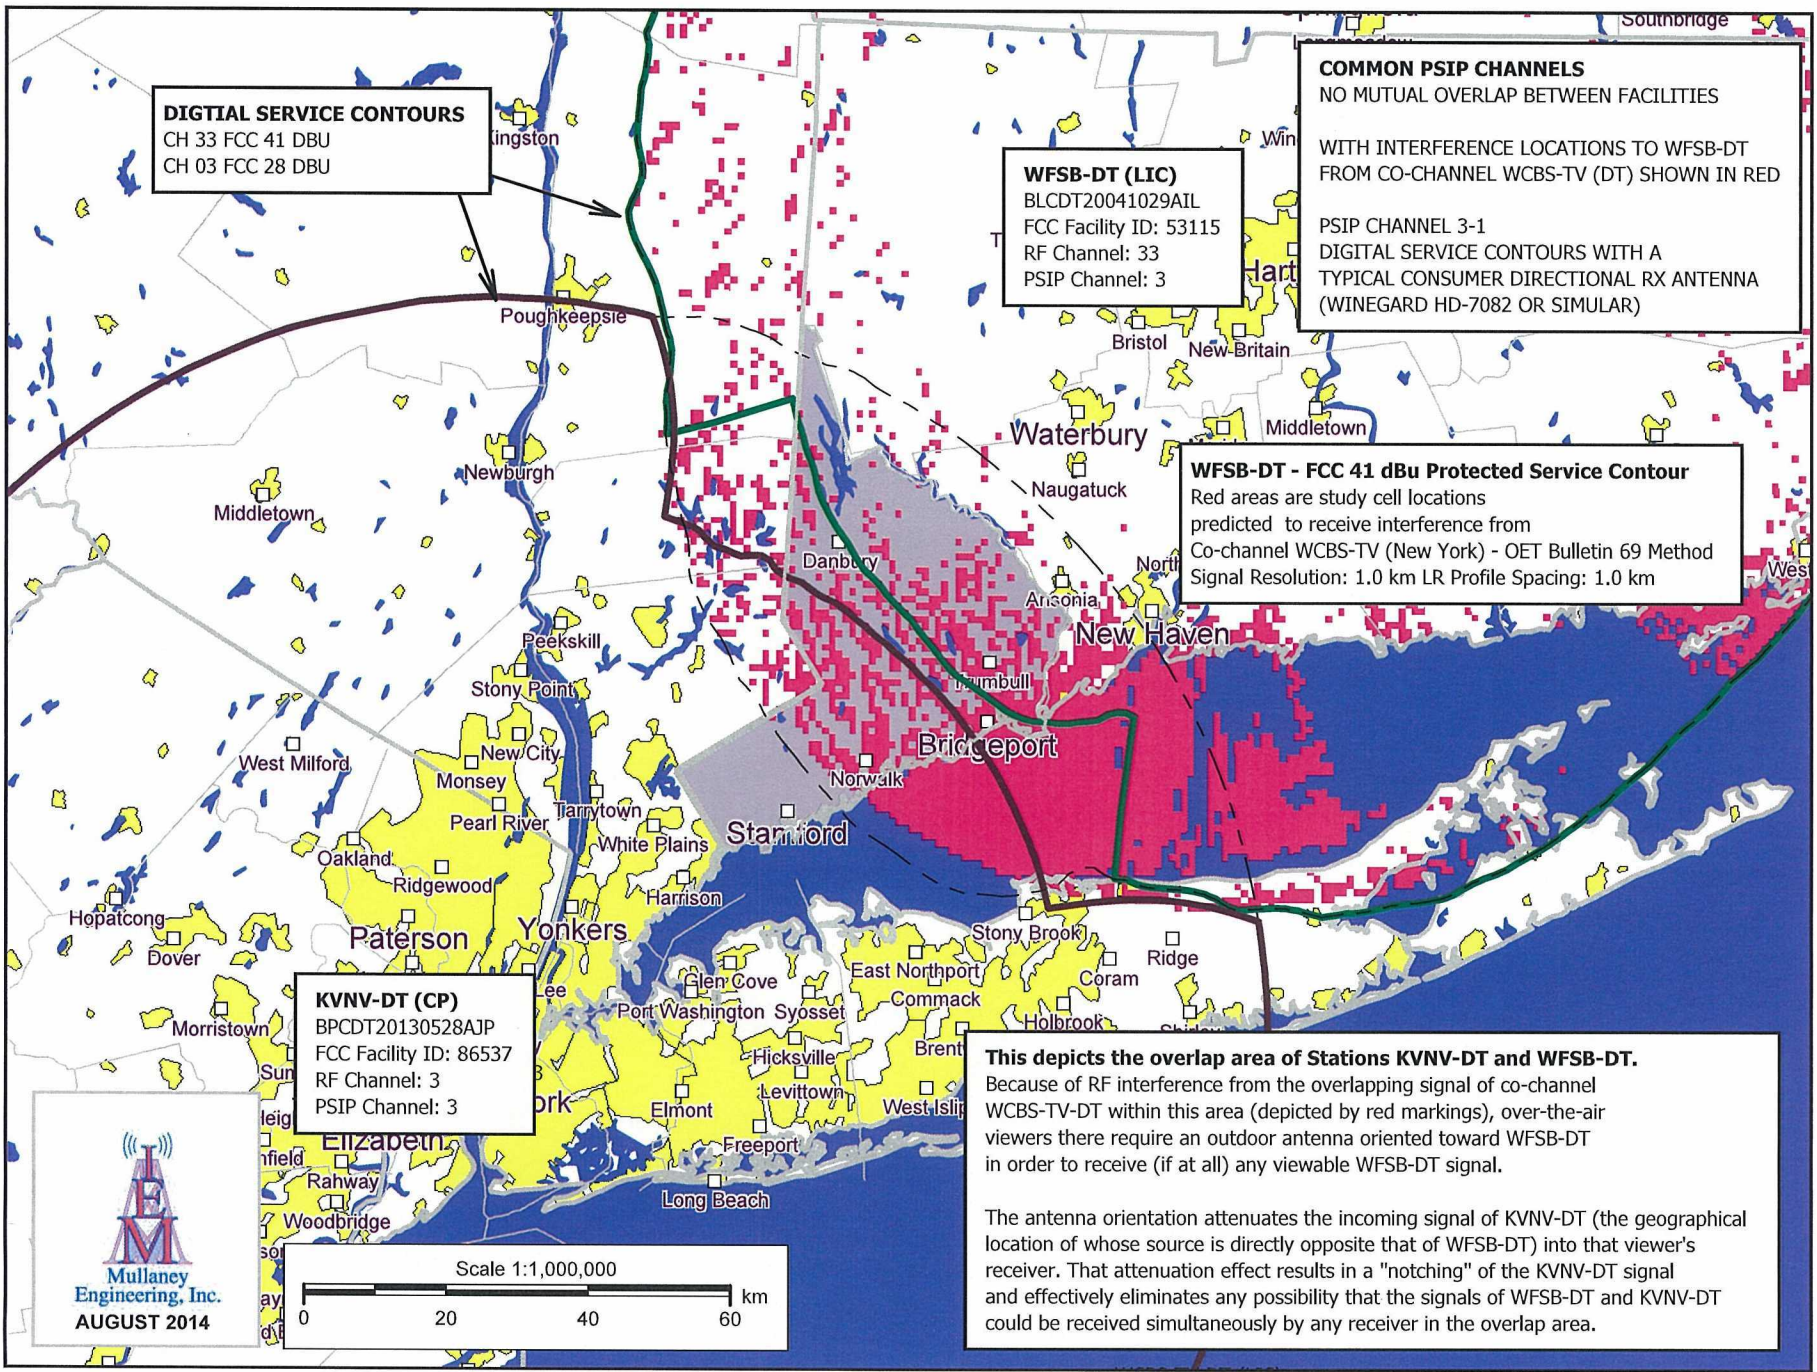 Southbridge
DIGTIAL SERVICE CONTOURS
CH 33 FCC 41 DBU
CH 03 FCC 28 DBU
Kingston
COMMON PSIP CHANNELS
NO MUTUAL OVERLAP BETWEEN FACILITIES
WITH INTERFERENCE LOCATIONS TO WFSB-DT
FROM CO-CHANNEL WCBS-TV (DT) SHOWN IN RED
PSIP CHANNEL 3-1
DIGITAL SERVICE CONTOURS WITH A
TYPICAL CONSUMER DIRECTIONAL RX ANTENNA
(WINEGARD HD-7082 OR SIMULAR)
WFSB-DT (LIC)
BLCDT20041029AIL
FCC Facility ID: 53115
RF Channel: 33
PSIP Channel: 3
Win
Hart
Poughkeepsie
Bristol
New Britain
Waterbury
Middletown
Naugatuck
Newburgh
Middletown
WFSB-DT - FCC 41 dBu Protected Service Contour
Red areas are study cell locations
predicted to receive interference from
Co-channel WCBS-TV (New York) - OET Bulletin 69 Method
Signal Resolution: 1.0 km LR Profile Spacing: 1.0 km
Danbury
North
West
Ansonia
New Haven
Peekskill
Stony Point
Trumbull
New City
West Milford
Monsey
Bridgeport
Norwalk
Tarrytown
Pearl River
White Plains
Stamford
Oakland
Ridgewood
Harrison
Hopatcong
Paterson
Yonkers
Stony Brook
Dover
Ridge
Coram
East Northport
Commack
Glen Cove
Port Washington
Syosset
Holbrook
Shirley
Lee
KVNV-DT (CP)
BPCDT20130528AJP
FCC Facility ID: 86537
RF Channel: 3
PSIP Channel: 3
Morristown
Hicksville
Brent
Sum
Levittown
ork
Elmont
West Islip
Elizabeth
Freeport
nfield
Rahway
Long Beach
Woodbridge
This depicts the overlap area of Stations KVNV-DT and WFSB-DT.
Because of RF interference from the overlapping signal of co-channel
WCBS-TV-DT within this area (depicted by red markings), over-the-air
viewers there require an outdoor antenna oriented toward WFSB-DT
in order to receive (if at all) any viewable WFSB-DT signal.
The antenna orientation attenuates the incoming signal of KVNV-DT (the geographical
location of whose source is directly opposite that of WFSB-DT) into that viewer's
receiver. That attenuation effect results in a "notching" of the KVNV-DT signal
and effectively eliminates any possibility that the signals of WFSB-DT and KVNV-DT
could be received simultaneously by any receiver in the overlap area.
IEM
Mullaney
Engineering, Inc.
AUGUST 2014
Scale 1:1,000,000
km
0 20 40 60